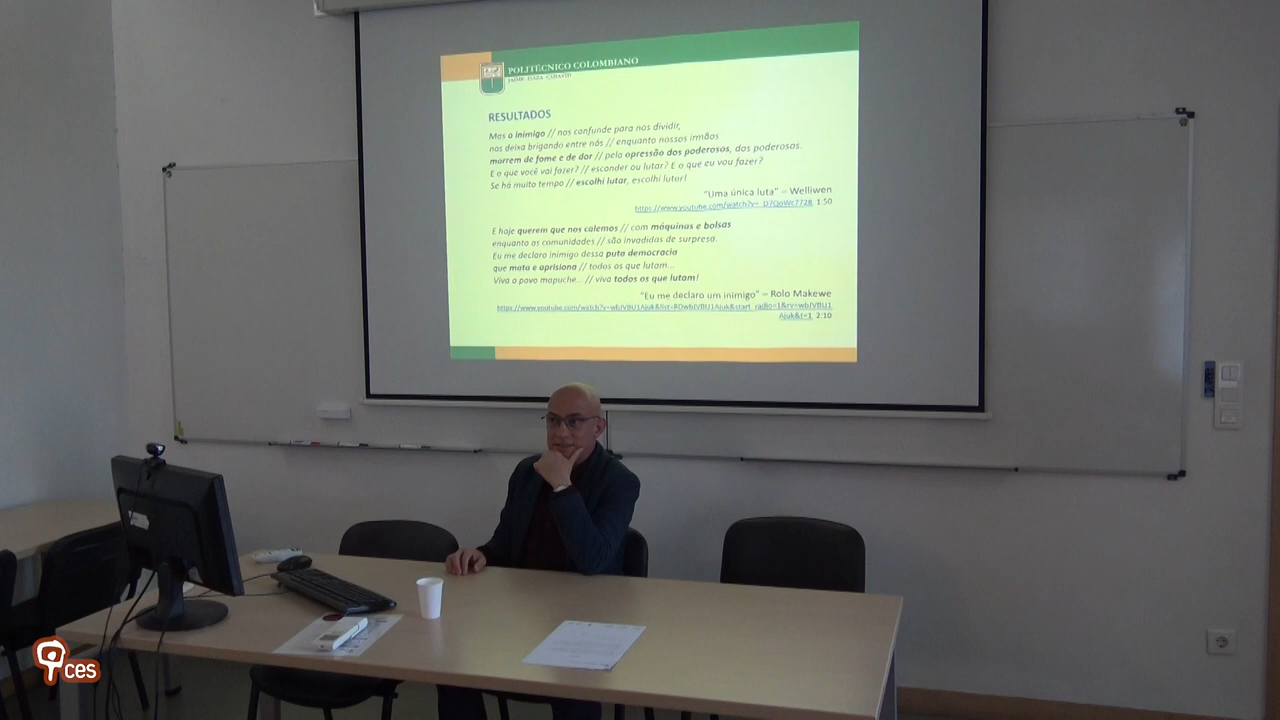 POLITÉCNICO COLOMBIANO
JAIME ISAZA CADAVID
RESULTADOS
Mas o inimigo // nos confunde para nos dividir,
nos deixa brigando entre nós // enquanto nossos irmãos
morrem de fome e de dor // pela opressão dos poderosos, dos poderosos.
E o que você vai fazer? // esconder ou lutar? E o que eu vou fazer?
Se há muito tempo // escolhi lutar, escolhi lutar!
"Uma única luta" – Welliwen
1:50
E hoje querem que nos calemos // com máquinas e bolsas
enquanto as comunidades // são invadidas de surpresa.
Eu me declaro inimigo dessa puta democracia
que mata e aprisiona // todos os que lutam...
Viva o povo mapuche... // viva todos os que lutam!
"Eu me declaro um inimigo" – Rolo Makewe
2:10
ces